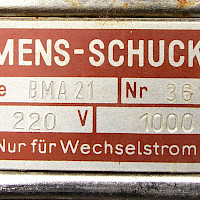 MENS-SCHUCK
e BMA 21 Nr 36
220 V 1000
Nur für Wechselstrom